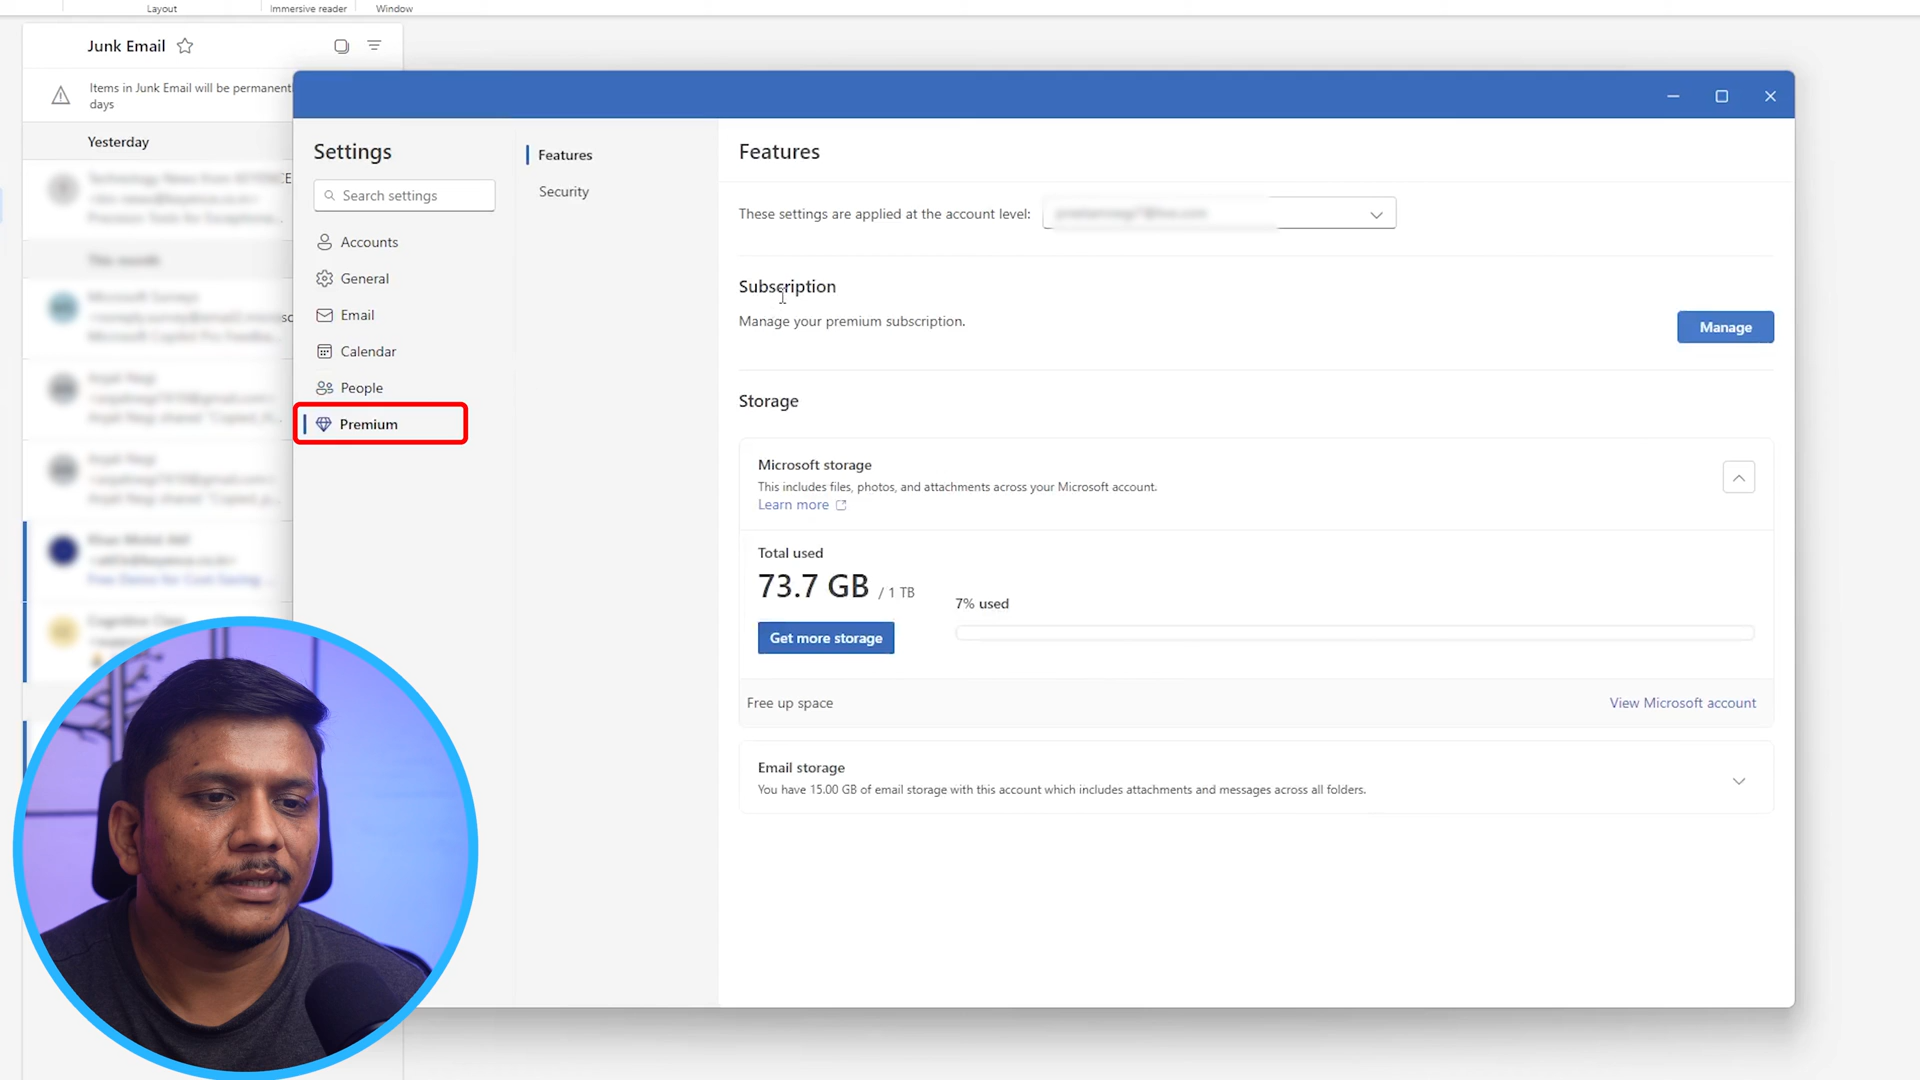 Layout
Immersive reader
Window
Junk Email
Items in Junk Email will be permanent
days
Yesterday
This month
Settings
Search settings
Accounts
General
Email
Calendar
People
Premium
Features
Security
Features
These settings are applied at the account level:
Subscription
Manage your premium subscription.
Manage
Storage
Microsoft storage
This includes files, photos, and attachments across your Microsoft account.
Learn more
Total used
73.7 GB / 1 TB
7% used
Get more storage
Free up space
View Microsoft account
Email storage
You have 15.00 GB of email storage with this account which includes attachments and messages across all folders.